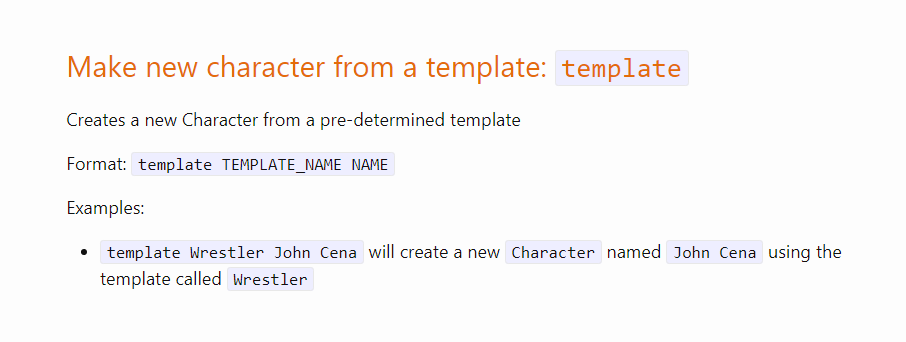 Make new character from a template: template
Creates a new Character from a pre-determined template
Format: template TEMPLATE_NAME NAME
Examples:
• template Wrestler John Cena will create a new Character named John Cena using the
template called Wrestler